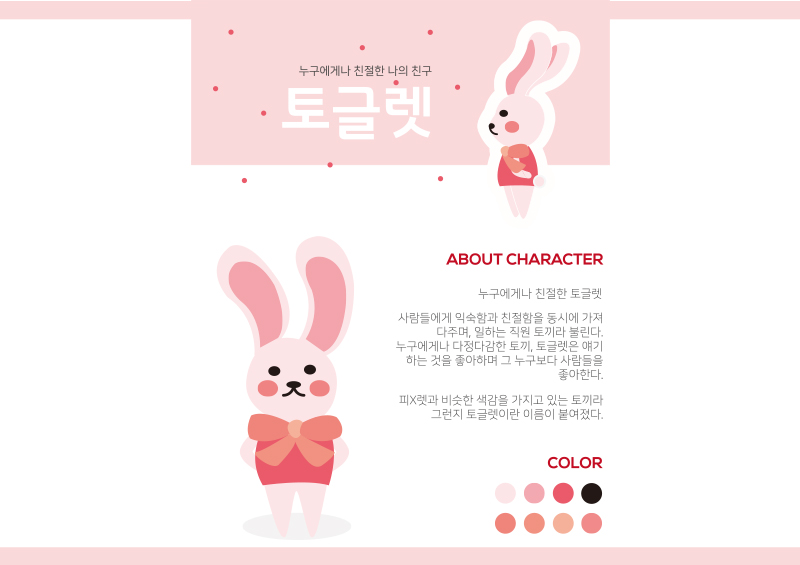 누구에게나 친절한 나의 친구
토글렛
ABOUT CHARACTER
누구에게나 친절한 토글렛
사람들에게 익숙함과 친절함을 동시에 가져
다주며, 일하는 직원 토끼라 불린다.
누구에게나 다정다감한 토끼, 토글렛은 얘기
하는 것을 좋아하며 그 누구보다 사람들을
좋아한다.
피X렛과 비슷한 색감을 가지고 있는 토끼라
그런지 토글렛이란 이름이 붙여졌다.
COLOR